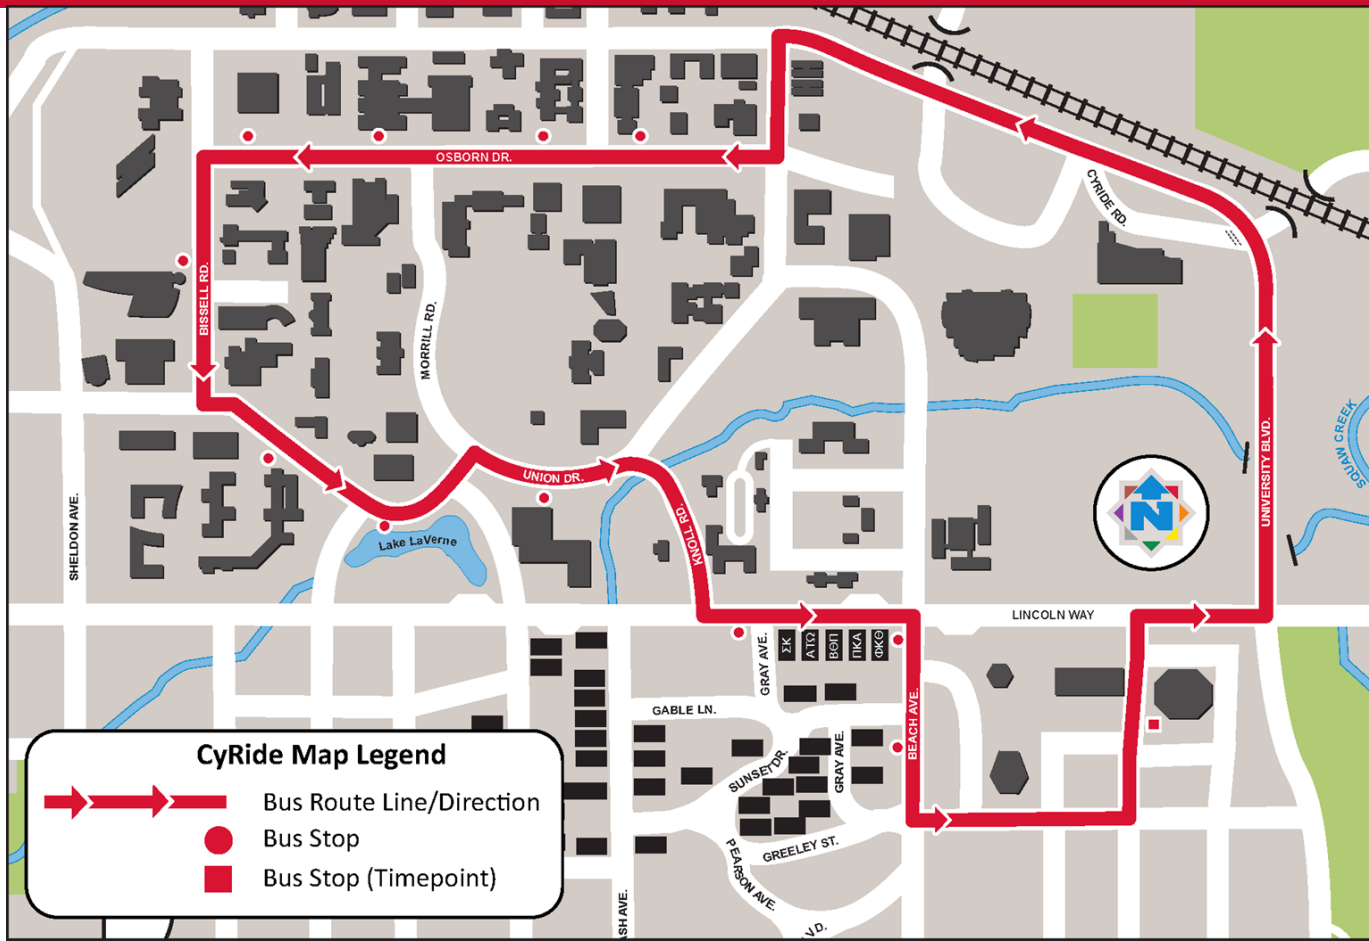 OSBORN DR.
CYRIDE RD.
BISSELL RD.
MORRILL RD.
SQUAW CREEK
UNIVERSITY BLVD.
UNION DR.
N
KNOLL RD.
SHELDON AVE.
Lake LaVerne
LINCOLN WAY
ΣΚ
ΑΤΩ
ΒΘΠ
ΠΚΑ
ΦΚΘ
GRAY AVE.
GABLE LN.
BEACH AVE.
SUNSET DR.
GRAY AVE.
GREELEY ST.
PEARSON AVE.
CyRide Map Legend
Bus Route Line/Direction
Bus Stop
Bus Stop (Timepoint)